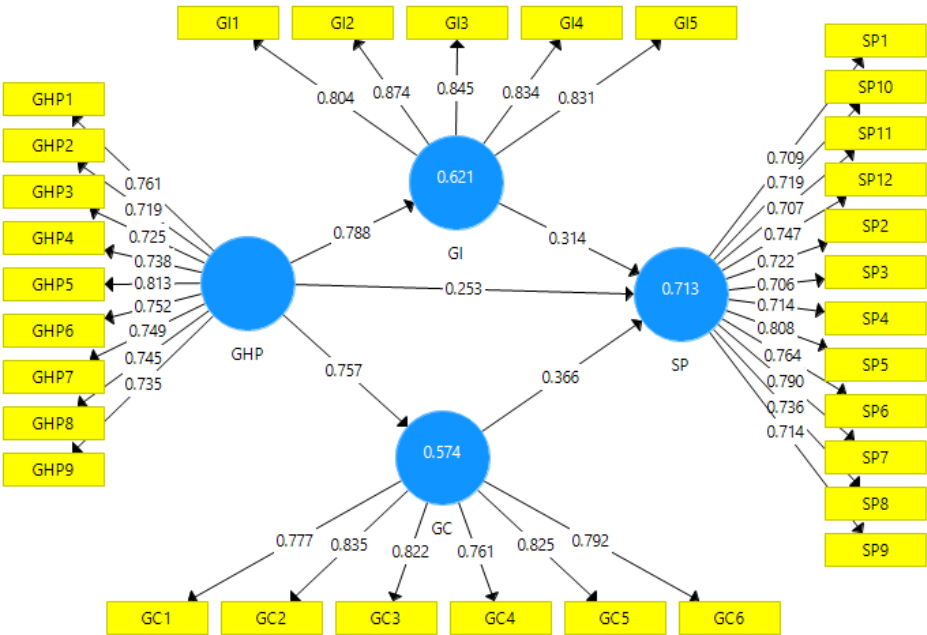 GI1 GI2 GI3 GI4 GI5
0.804 0.874 0.845 0.834 0.831
GHP1
GHP2
GHP3
GHP4
GHP5
GHP6
GHP7
GHP8
GHP9
0.761
0.719
0.725
0.738
0.813
0.752
0.749
0.745
0.735
GHP
0.788
0.253
0.757
0.621
GI
0.314
0.366
0.574
GC
0.713
SP
0.709
0.719
0.707
0.747
0.722
0.706
0.714
0.808
0.764
0.790
0.736
0.714
SP1
SP10
SP11
SP12
SP2
SP3
SP4
SP5
SP6
SP7
SP8
SP9
0.777 0.835 0.822 0.761 0.825 0.792
GC1 GC2 GC3 GC4 GC5 GC6